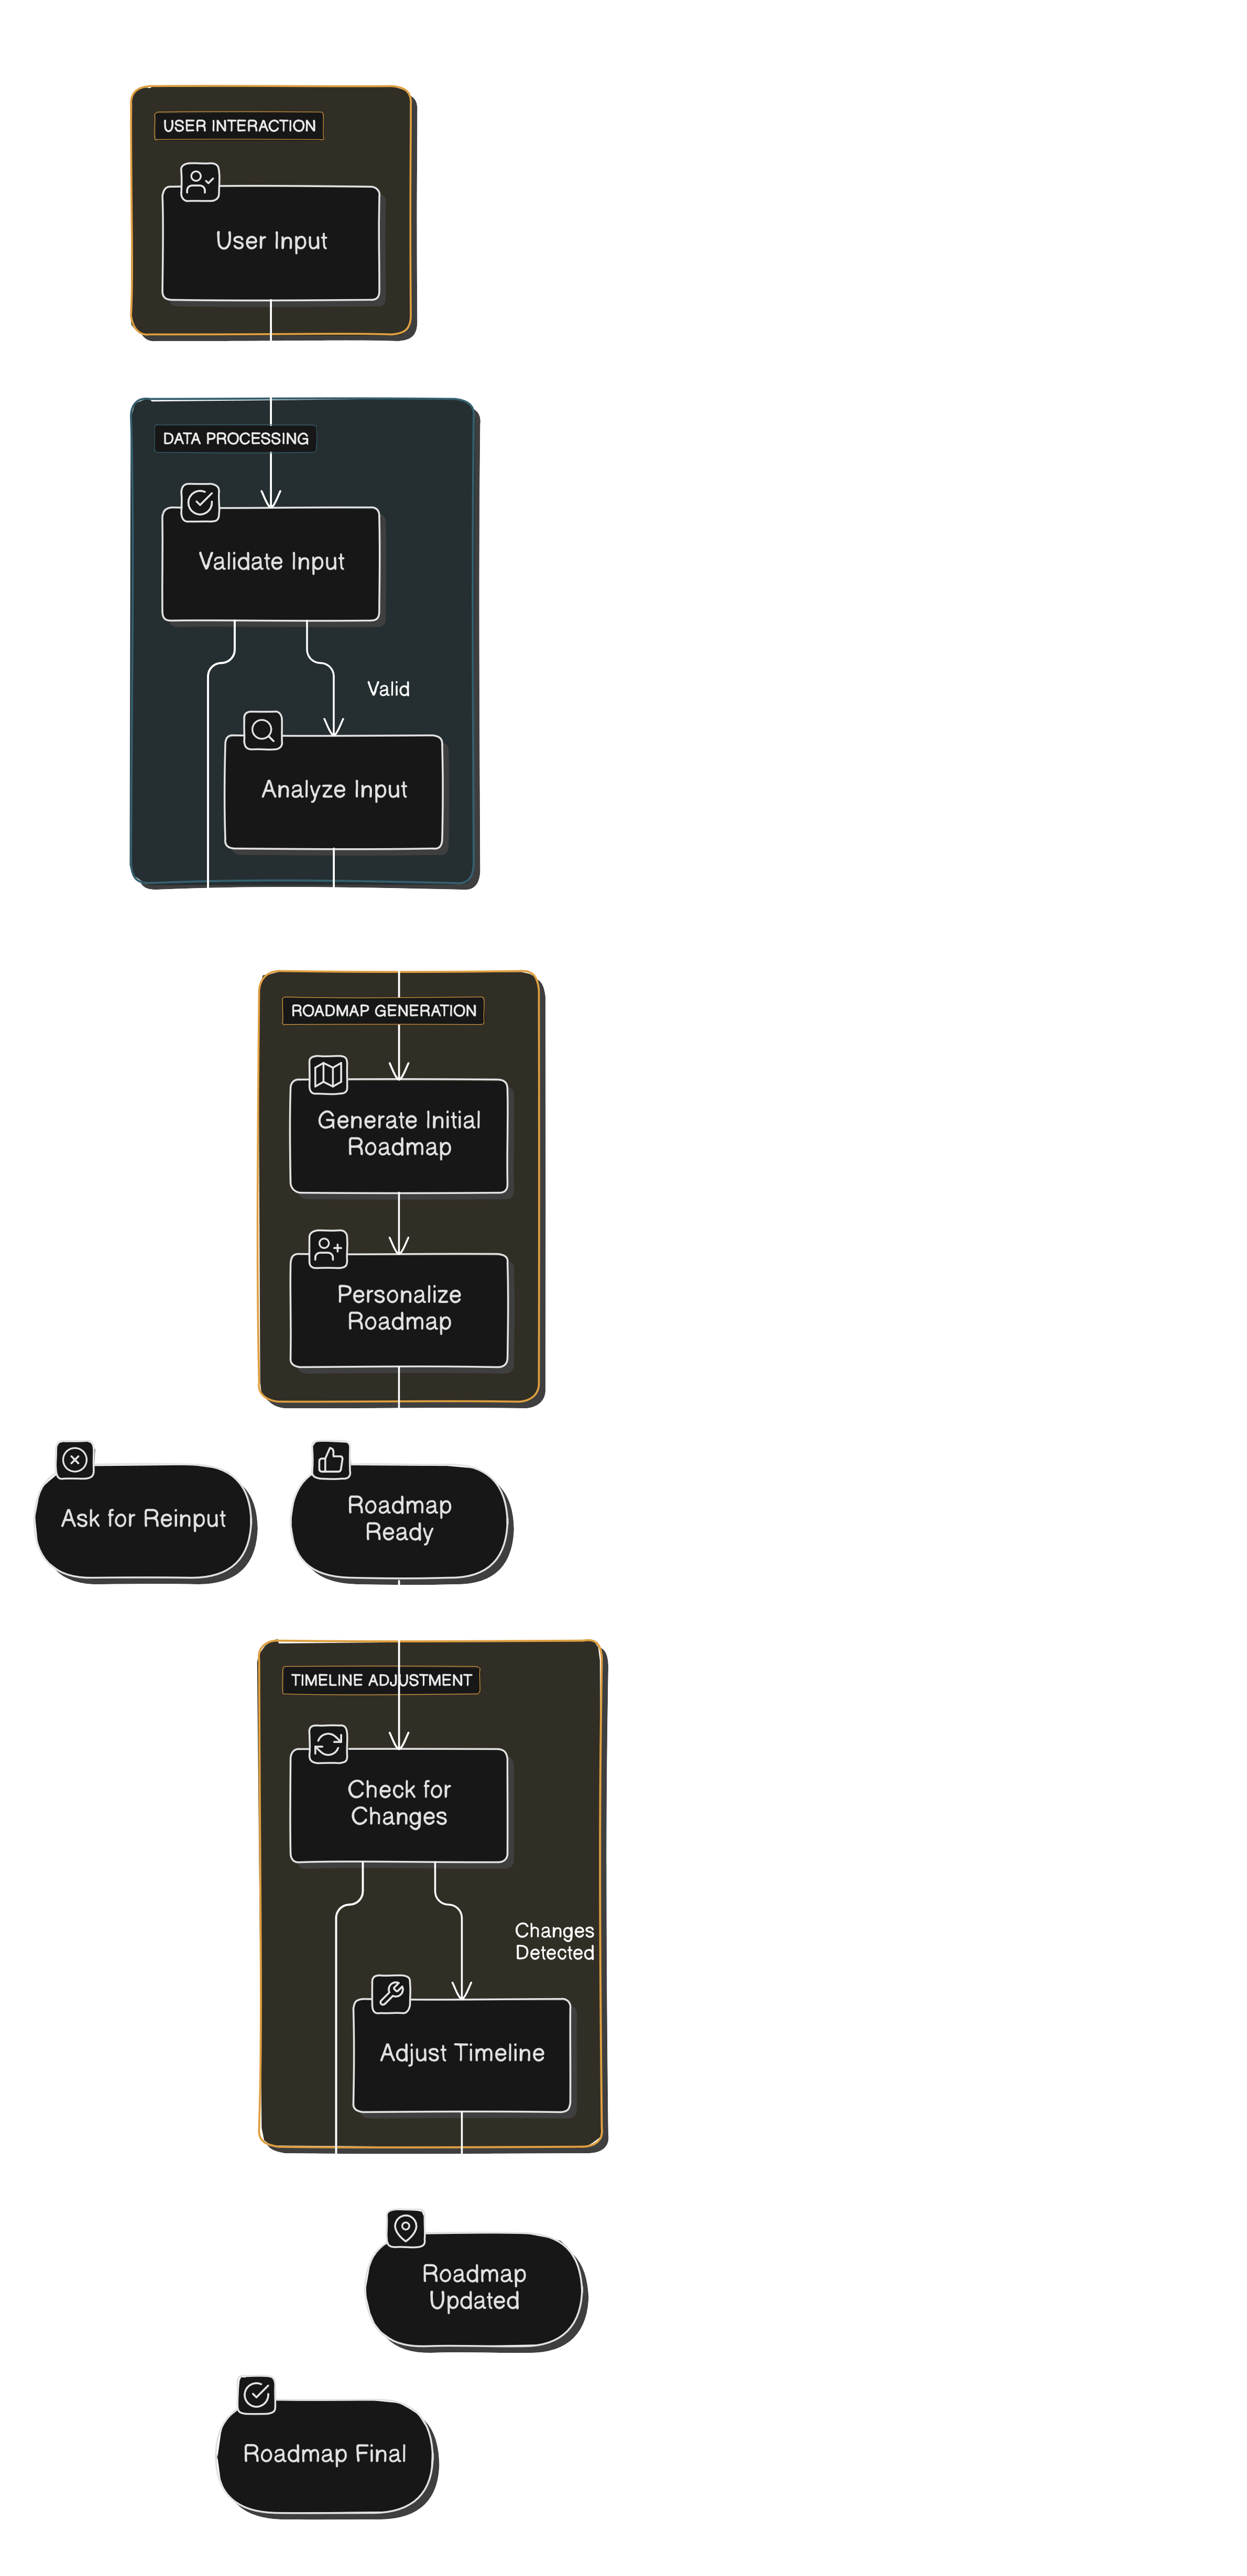 USER INTERACTION
User Input
DATA PROCESSING
Validate Input
Valid
Analyze Input
ROADMAP GENERATION
Generate Initial
Roadmap
Personalize
Roadmap
Ask for Reinput
Roadmap
Ready
TIMELINE ADJUSTMENT
Check for
Changes
Changes
Detected
Adjust Timeline
Roadmap
Updated
Roadmap Final